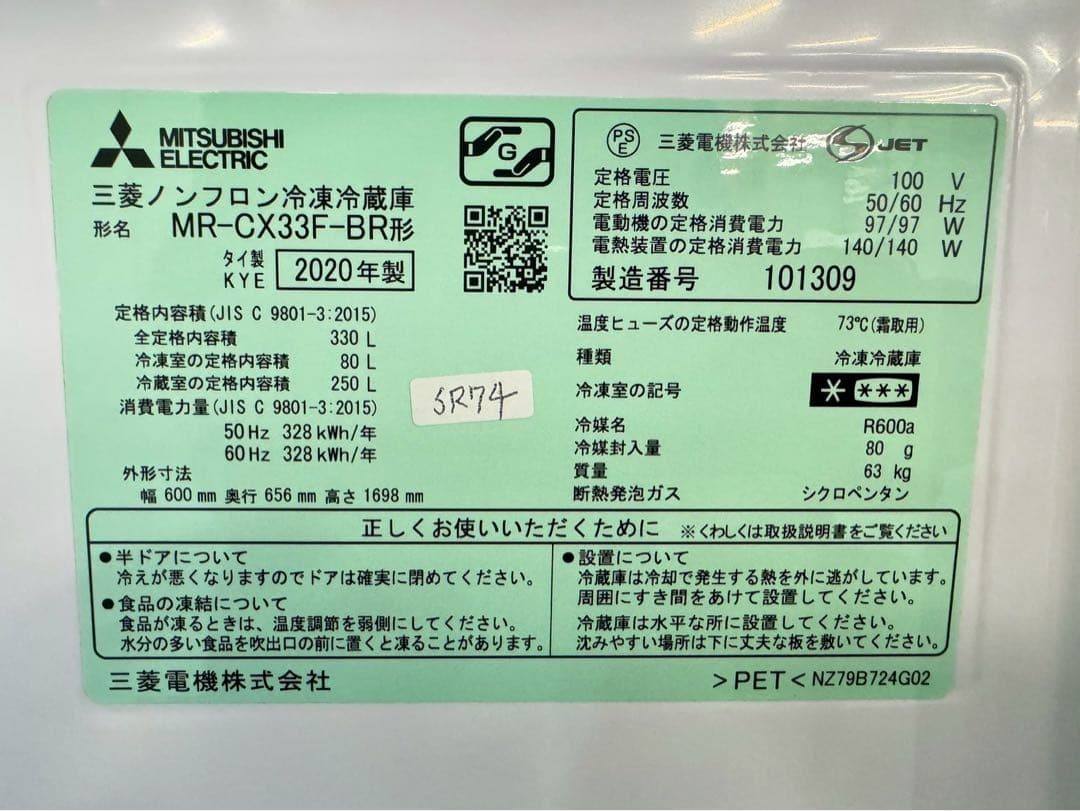 MITSUBISHI
ELECTRIC
三菱ノンフロン冷凍冷蔵庫
形名 MR-CX33F-BR形
タイ製
KYE 2020年製
G
定格内容積(JIS C 9801-3:2015)
全定格内容積 330 L
冷凍室の定格内容積 80 L
冷蔵室の定格内容積 250 L
消費電力量(JIS C 9801-3:2015)
50Hz 328kWh/年
60Hz 328kWh/年
外形寸法
幅 600mm 奥行 656mm 高さ 1698mm
SR74
PSE 三菱電機株式会社 S JET
定格電圧 100 V
定格周波数 50/60 Hz
電動機の定格消費電力 97/97 W
電熱装置の定格消費電力 140/140 W
製造番号 101309
温度ヒューズの定格動作温度 73℃(霜取用)
種類 冷凍冷蔵庫
冷凍室の記号 * ***
冷媒名 R600a
冷媒封入量 80 g
質量 63 kg
断熱発泡ガス シクロペンタン
正しくお使いいただくために ※くわしくは取扱説明書をご覧ください
●半ドアについて
冷えが悪くなりますのでドアは確実に閉めてください。
●食品の凍結について
食品が凍るときは、温度調節を弱側にしてください。
水分の多い食品を吹出口の前に置くと凍ることがあります。
●設置について
冷蔵庫は冷却で発生する熱を外に逃がしています。
周囲にすき間をあけて設置してください。
冷蔵庫は水平な所に設置してください。
沈みやすい場所は下に丈夫な板を敷いてください。
三菱電機株式会社
>PET< NZ79B724G02